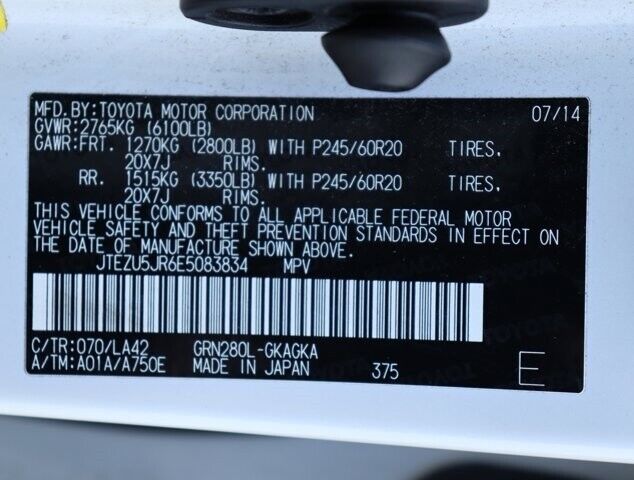 MFD.BY:TOYOTA MOTOR CORPORATION 07/14
GVWR:2765KG (6100LB)
GAWR:FRT. 1270KG (2800LB) WITH P245/60R20 TIRES,
20X7J RIMS.
RR. 1515KG (3350LB) WITH P245/60R20 TIRES,
20X7J RIMS.
THIS VEHICLE CONFORMS TO ALL APPLICABLE FEDERAL MOTOR
VEHICLE SAFETY AND THEFT PREVENTION STANDARDS IN EFFECT ON
THE DATE OF MANUFACTURE SHOWN ABOVE.
JTEZU5JR6E5083834 MPV
C/TR:070/LA42 GRN280L-GKAGKA
A/TM:A01A/A750E MADE IN JAPAN 375 E